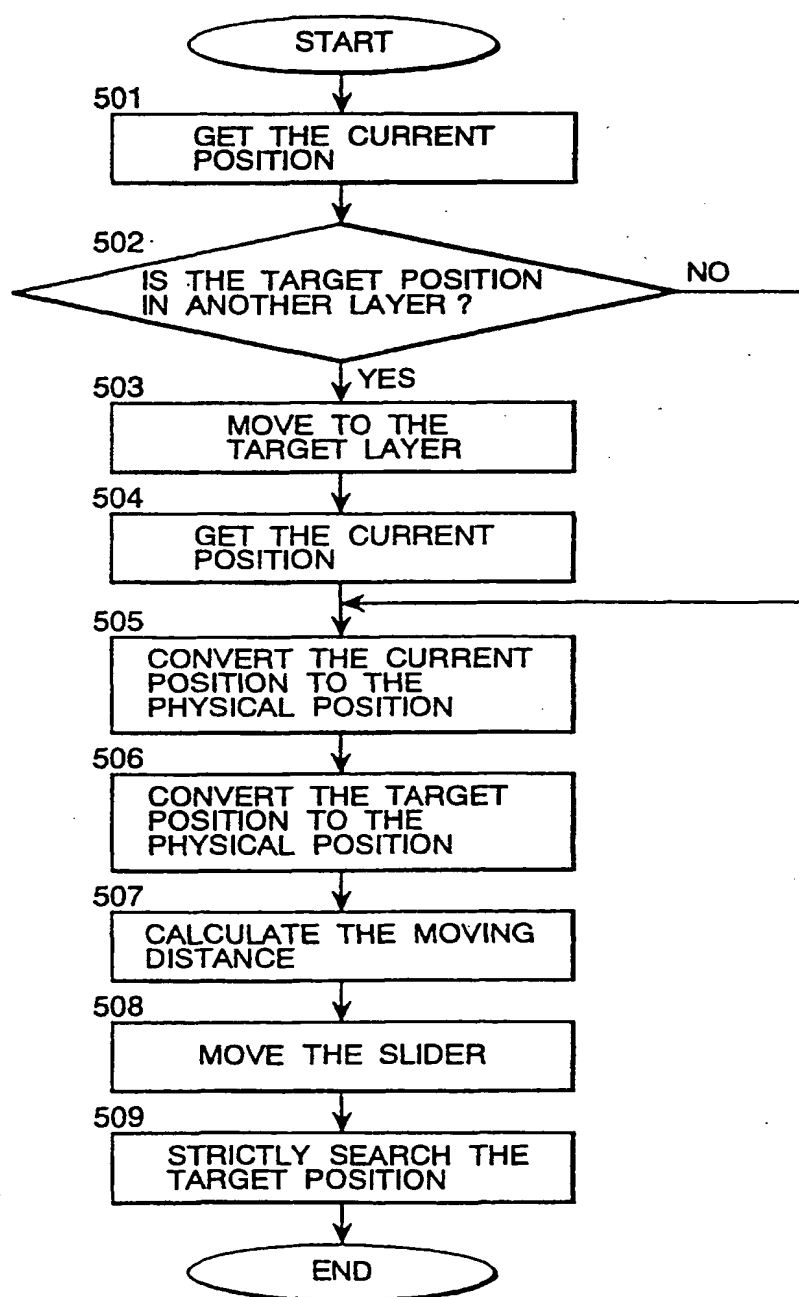 START
501
GET THE CURRENT
POSITION
502
IS THE TARGET POSITION
IN ANOTHER LAYER ?
NO
YES
503
MOVE TO THE
TARGET LAYER
504
GET THE CURRENT
POSITION
505
CONVERT THE CURRENT
POSITION TO THE
PHYSICAL POSITION
506
CONVERT THE TARGET
POSITION TO THE
PHYSICAL POSITION
507
CALCULATE THE MOVING
DISTANCE
508
MOVE THE SLIDER
509
STRICTLY SEARCH THE
TARGET POSITION
END